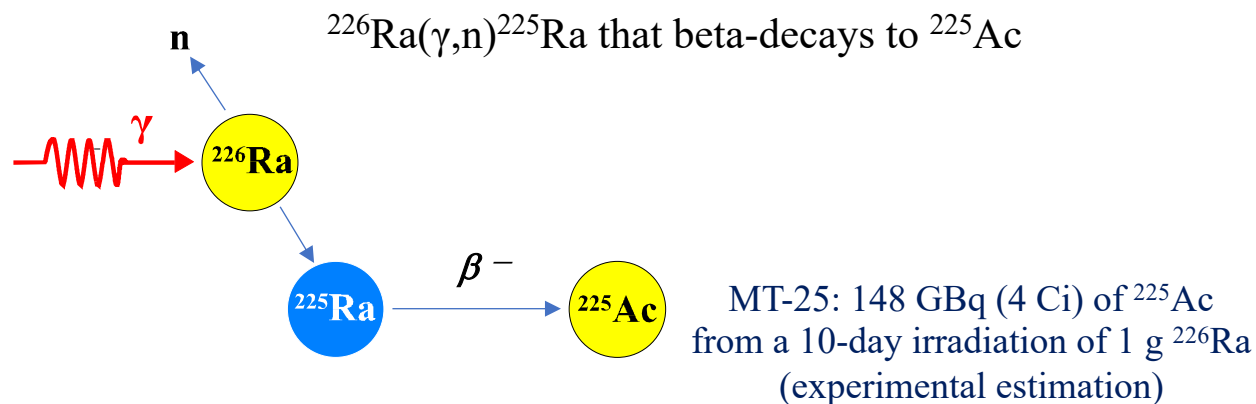 ²²⁶Ra(γ,n)²²⁵Ra that beta-decays to ²²⁵Ac
n
γ
²²⁶Ra
β⁻
²²⁵Ra
²²⁵Ac
MT-25: 148 GBq (4 Ci) of ²²⁵Ac
from a 10-day irradiation of 1 g ²²⁶Ra
(experimental estimation)